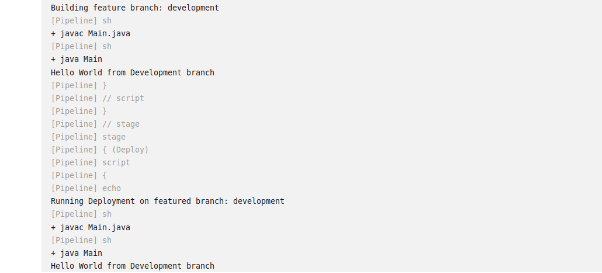 Building feature branch: development
[Pipeline] sh
+ javac Main.java
[Pipeline] sh
+ java Main
Hello World from Development branch
[Pipeline] }
[Pipeline] // script
[Pipeline] }
[Pipeline] // stage
[Pipeline] stage
[Pipeline] { (Deploy)
[Pipeline] script
[Pipeline] {
[Pipeline] echo
Running Deployment on featured branch: development
[Pipeline] sh
+ javac Main.java
[Pipeline] sh
+ java Main
Hello World from Development branch